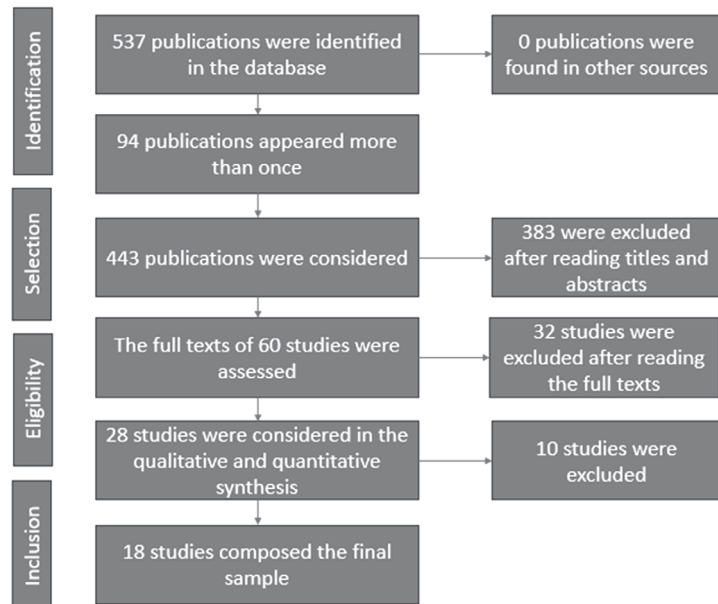 Identification
537 publications were identified
in the database
0 publications were
found in other sources
94 publications appeared more
than once
Selection
443 publications were considered
383 were excluded
after reading titles and
abstracts
Eligibility
The full texts of 60 studies were
assessed
32 studies were
excluded after reading
the full texts
28 studies were considered in the
qualitative and quantitative
synthesis
10 studies were
excluded
Inclusion
18 studies composed the final
sample